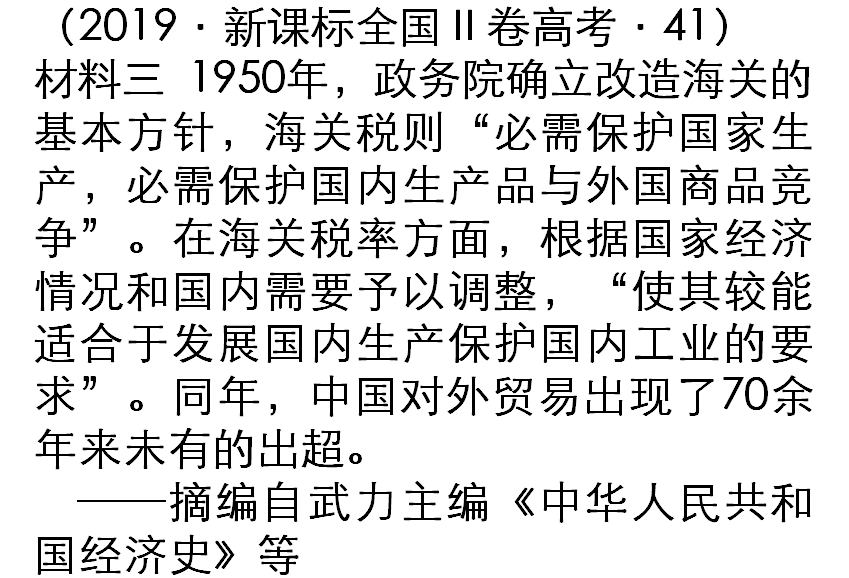 （2019·新课标全国Ⅱ卷高考·41）
材料三 1950年，政务院确立改造海关的
基本方针，海关税则“必需保护国家生
产，必需保护国内生产品与外国商品竞
争”。在海关税率方面，根据国家经济
情况和国内需要予以调整，“使其较能
适合于发展国内生产保护国内工业的要
求”。同年，中国对外贸易出现了70余
年来未有的出超。
——摘编自武力主编《中华人民共和
国经济史》等